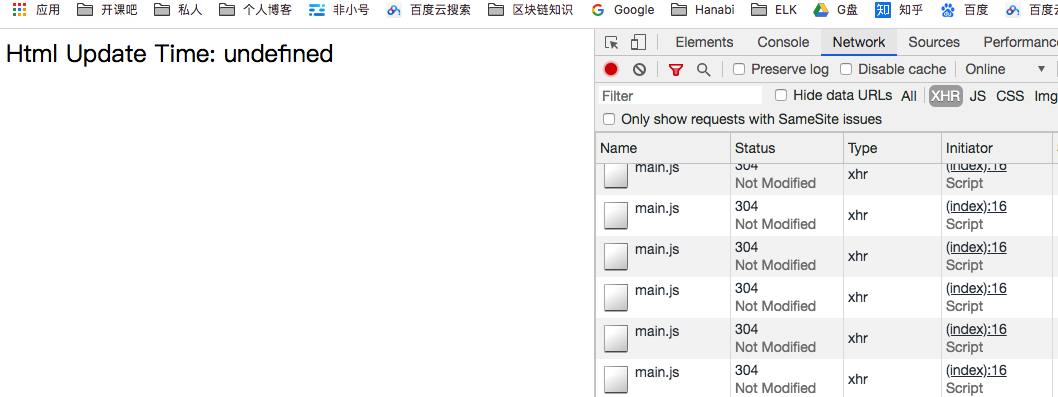 应用 开课吧 私人 个人博客 非小号 百度云搜索 区块链知识 Google Hanabi ELK G盘 知 知乎 百度 百度云
Html Update Time: undefined
Elements Console Network Sources Performance
Preserve log Disable cache Online
Filter Hide data URLs All XHR JS CSS Img
Only show requests with SameSite issues
Name Status Type Initiator
main.js 304 xhr (index):16
Not Modified Script
main.js 304 xhr (index):16
Not Modified Script
main.js 304 xhr (index):16
Not Modified Script
main.js 304 xhr (index):16
Not Modified Script
main.js 304 xhr (index):16
Not Modified Script
main.js 304 xhr (index):16
Not Modified Script